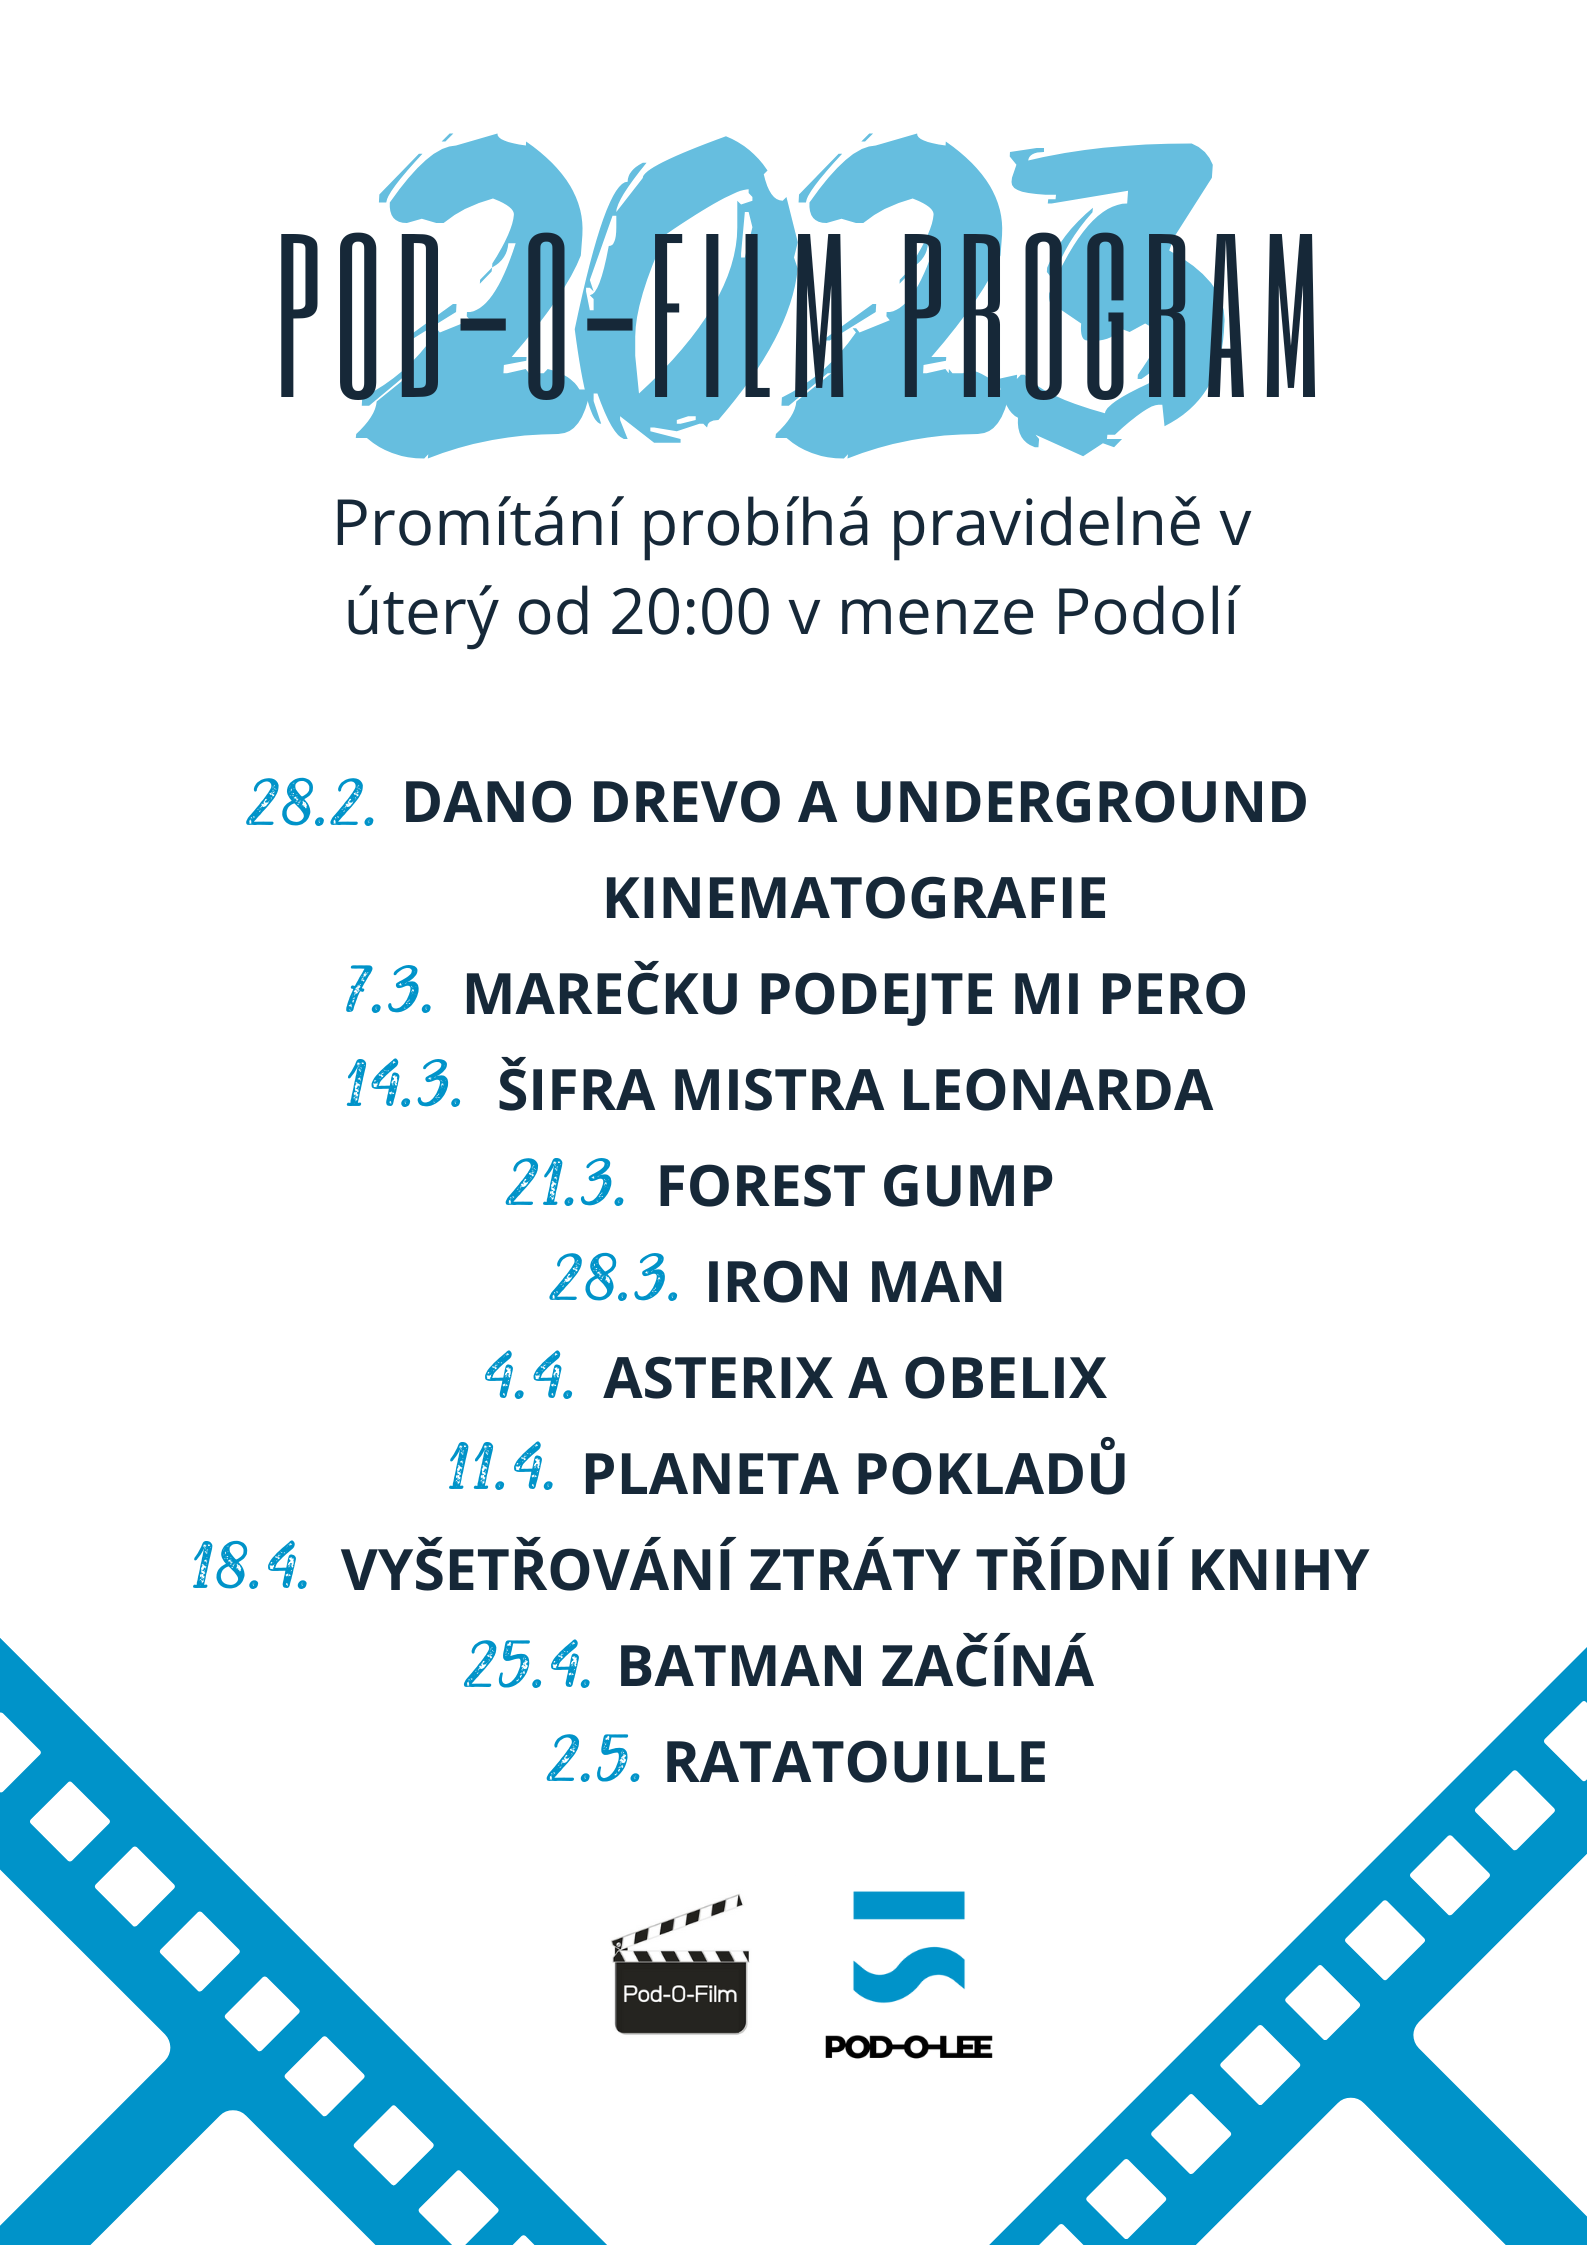 2023
POD-O-FILM PROGRAM
Promítání probíhá pravidelně v
úterý od 20:00 v menze Podolí
28.2. DANO DREVO A UNDERGROUND
KINEMATOGRAFIE
7.3. MAREČKU PODEJTE MI PERO
14.3. ŠIFRA MISTRA LEONARDA
21.3. FOREST GUMP
28.3. IRON MAN
4.4. ASTERIX A OBELIX
11.4. PLANETA POKLADŮ
18.4. VYŠETŘOVÁNÍ ZTRÁTY TŘÍDNÍ KNIHY
25.4. BATMAN ZAČÍNÁ
2.5. RATATOUILLE
Pod-O-Film
POD-O-LEE